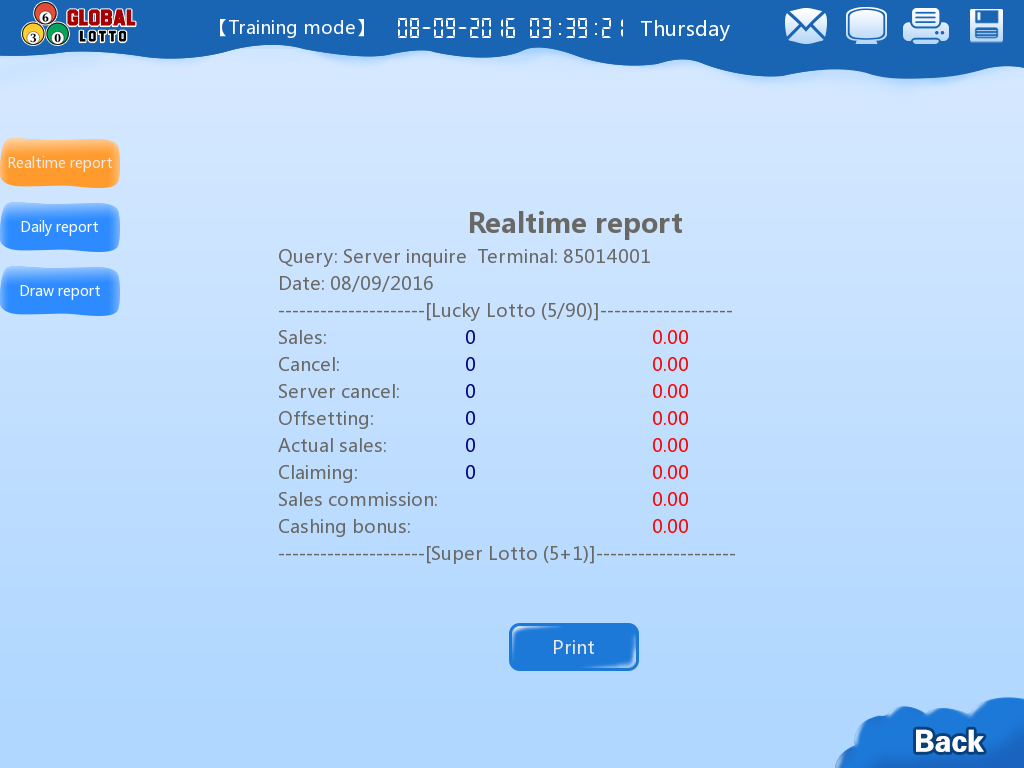 6 3 0 GLOBAL LOTTO
【Training mode】 08-09-2016 03:39:21 Thursday
Realtime report
Daily report
Draw report
Realtime report
Query: Server inquire  Terminal: 85014001
Date: 08/09/2016
---------------------[Lucky Lotto (5/90)]-------------------
Sales: 0 0.00
Cancel: 0 0.00
Server cancel: 0 0.00
Offsetting: 0 0.00
Actual sales: 0 0.00
Claiming: 0 0.00
Sales commission: 0.00
Cashing bonus: 0.00
---------------------[Super Lotto (5+1)]--------------------
Print
Back